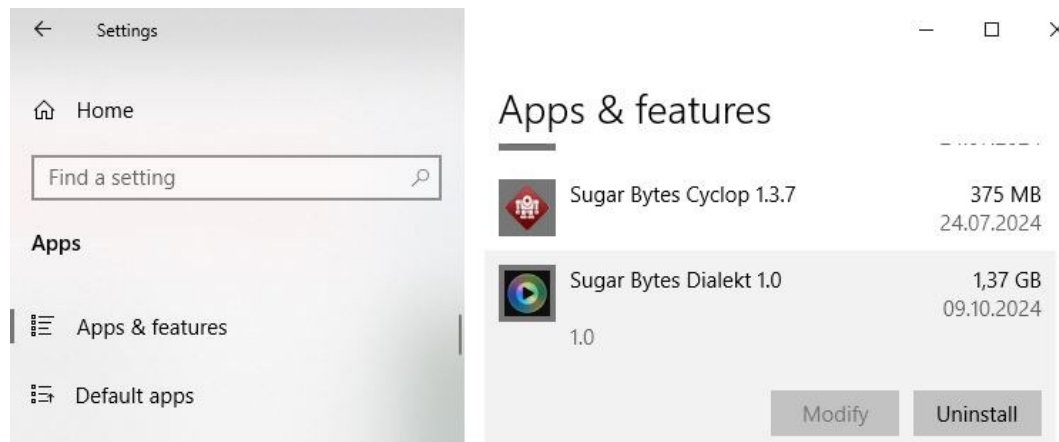 Settings
Home
Find a setting
Apps
Apps & features
Default apps
Apps & features
Sugar Bytes Cyclop 1.3.7
375 MB
24.07.2024
Sugar Bytes Dialekt 1.0
1,37 GB
09.10.2024
1.0
Modify
Uninstall